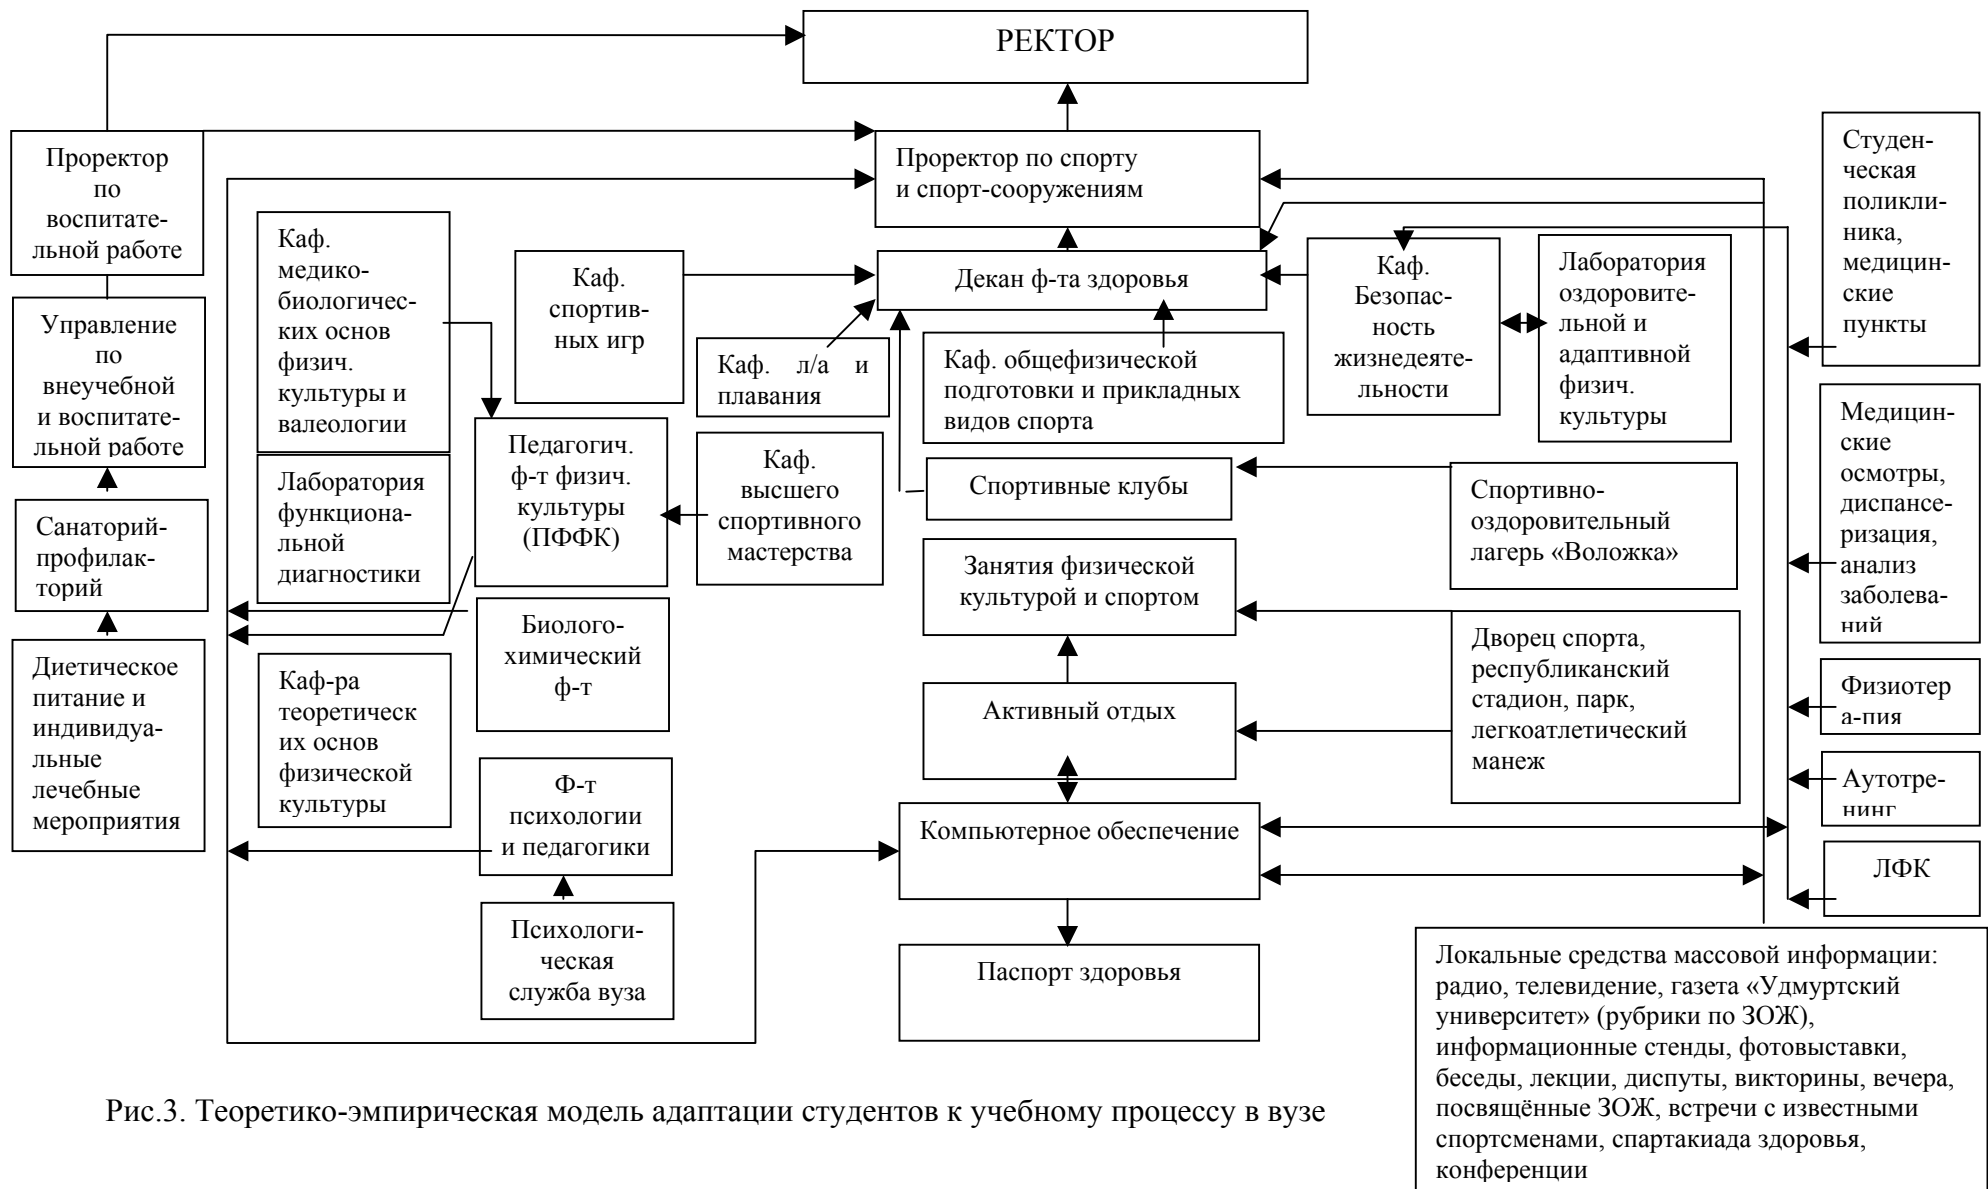 РЕКТОР
Проректор
по
воспитате-
льной работе
Управление
по
внеучебной
и воспитате-
льной работе
Санаторий-
профилак-
торий
Диетическое
питание и
индивидуа-
льные
лечебные
мероприятия
Каф.
медико-
биологичес-
ких основ
физич.
культуры и
валеологии
Лаборатория
функциона-
льной
диагностики
Каф-ра
теоретическ
их основ
физической
культуры
Каф.
спортив-
ных игр
Педагогич.
ф-т физич.
культуры
(ПФФК)
Биолого-
химический
ф-т
Ф-т
психологии
и педагогики
Психологи-
ческая
служба вуза
Каф. л/а и
плавания
Каф.
высшего
спортивного
мастерства
Проректор по спорту
и спорт-сооружениям
Декан ф-та здоровья
Каф. общефизической
подготовки и прикладных
видов спорта
Спортивные клубы
Занятия физической
культурой и спортом
Активный отдых
Компьютерное обеспечение
Паспорт здоровья
Каф.
Безопас-
ность
жизнедеяте-
льности
Лаборатория
оздоровите-
льной и
адаптивной
физич.
культуры
Спортивно-
оздоровительный
лагерь «Воложка»
Дворец спорта,
республиканский
стадион, парк,
легкоатлетический
манеж
Студен-
ческая
поликли-
ника,
медицин-
ские
пункты
Медицин-
ские
осмотры,
диспансе-
ризация,
анализ
заболева-
ний
Физиотер
а-пия
Аутотре-
нинг
ЛФК
Локальные средства массовой информации:
радио, телевидение, газета «Удмуртский
университет» (рубрики по ЗОЖ),
информационные стенды, фотовыставки,
беседы, лекции, диспуты, викторины, вечера,
посвящённые ЗОЖ, встречи с известными
спортсменами, спартакиада здоровья,
конференции
Рис.3. Теоретико-эмпирическая модель адаптации студентов к учебному процессу в вузе